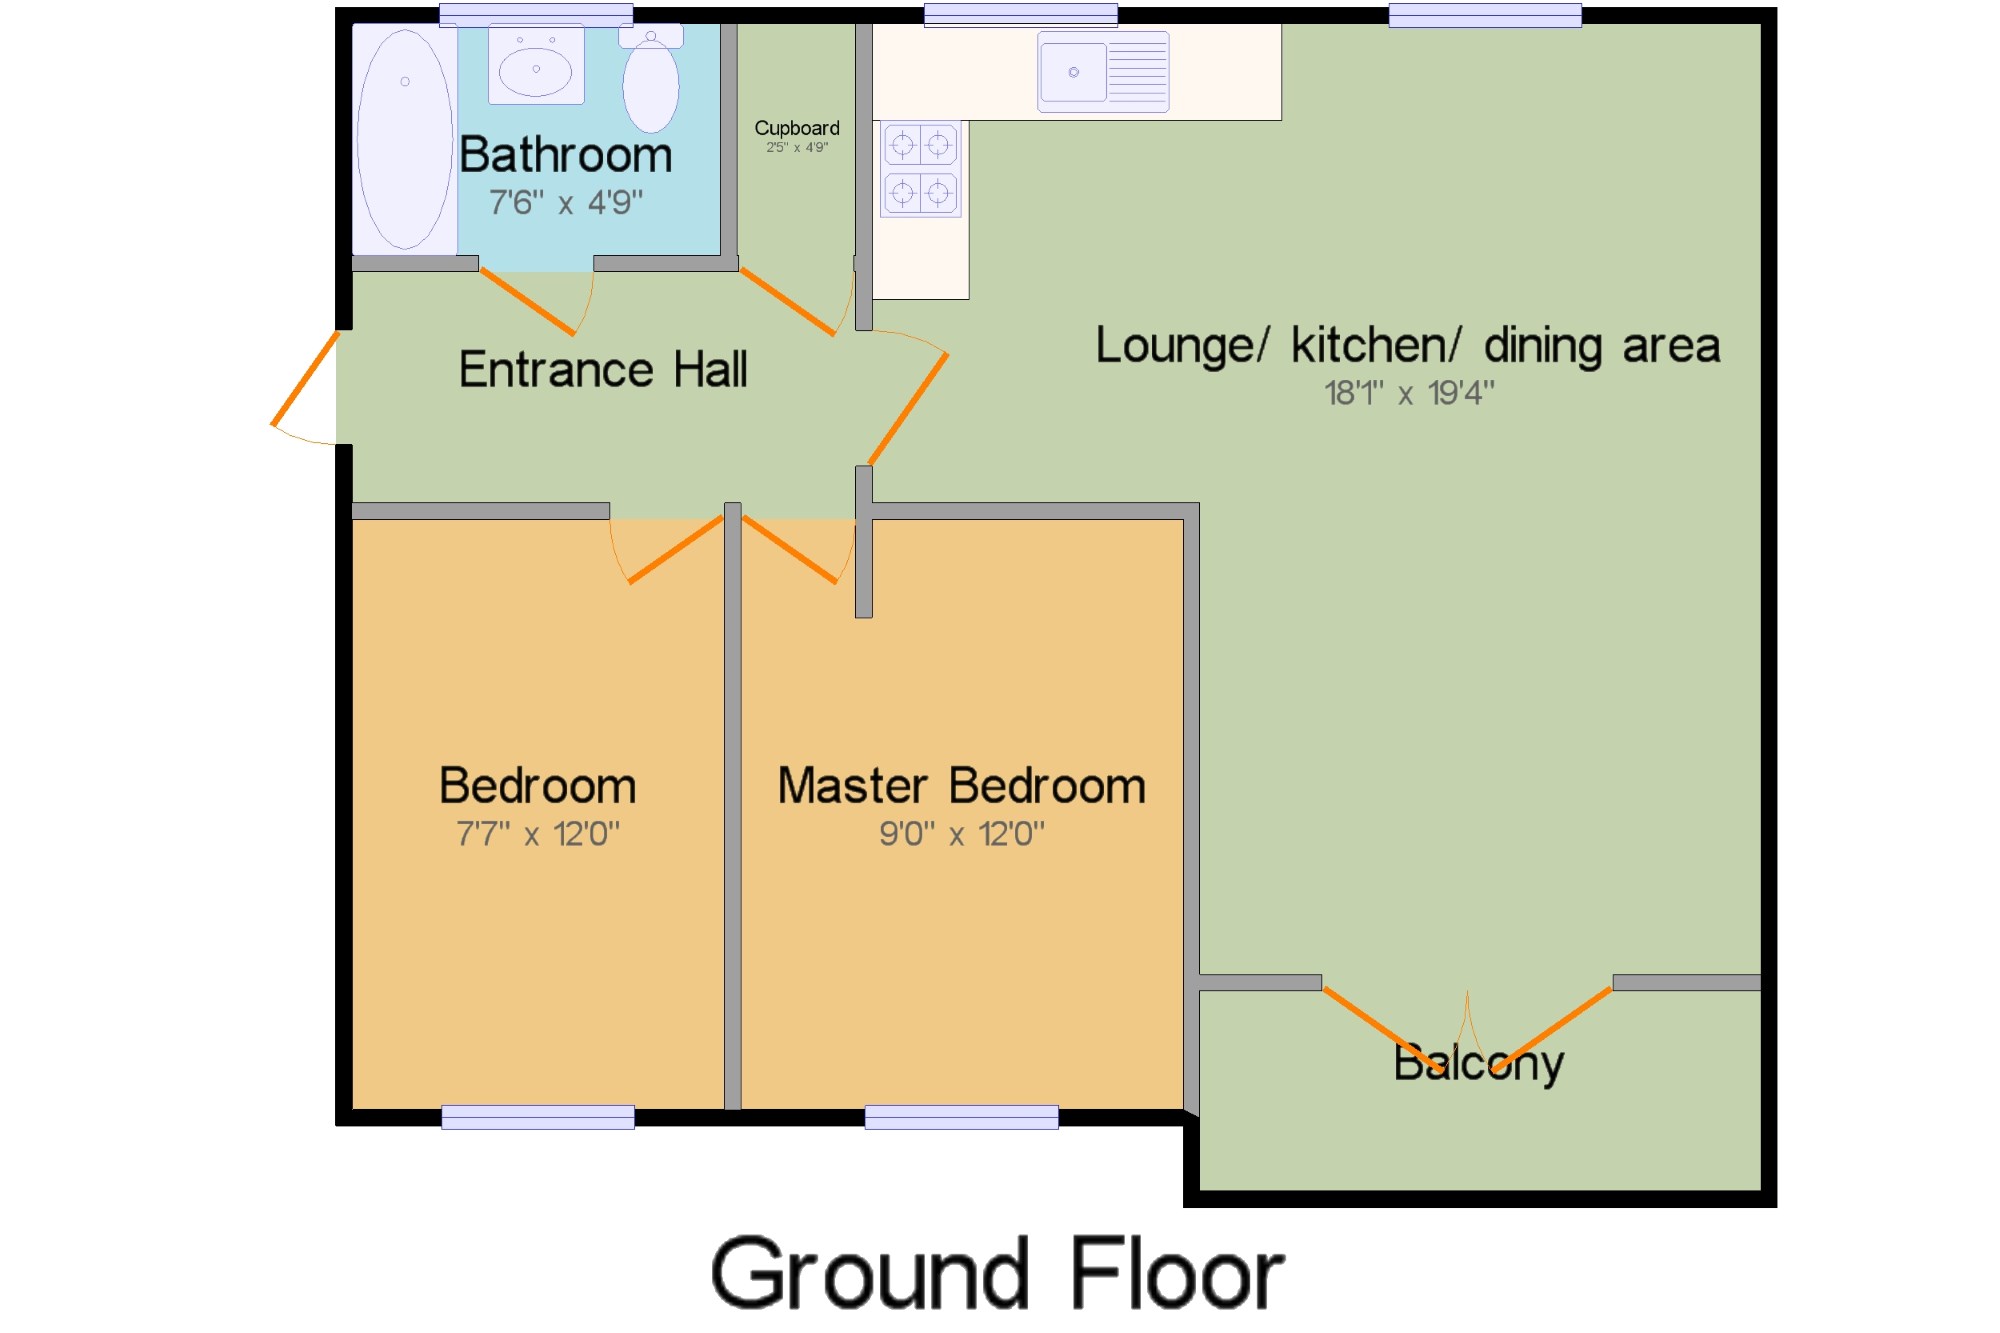 Bathroom
7'6" x 4'9"
Cupboard
2'5" x 4'9"
Entrance Hall
Lounge/ kitchen/ dining area
18'1" x 19'4"
Bedroom
7'7" x 12'0"
Master Bedroom
9'0" x 12'0"
Balcony
Ground Floor